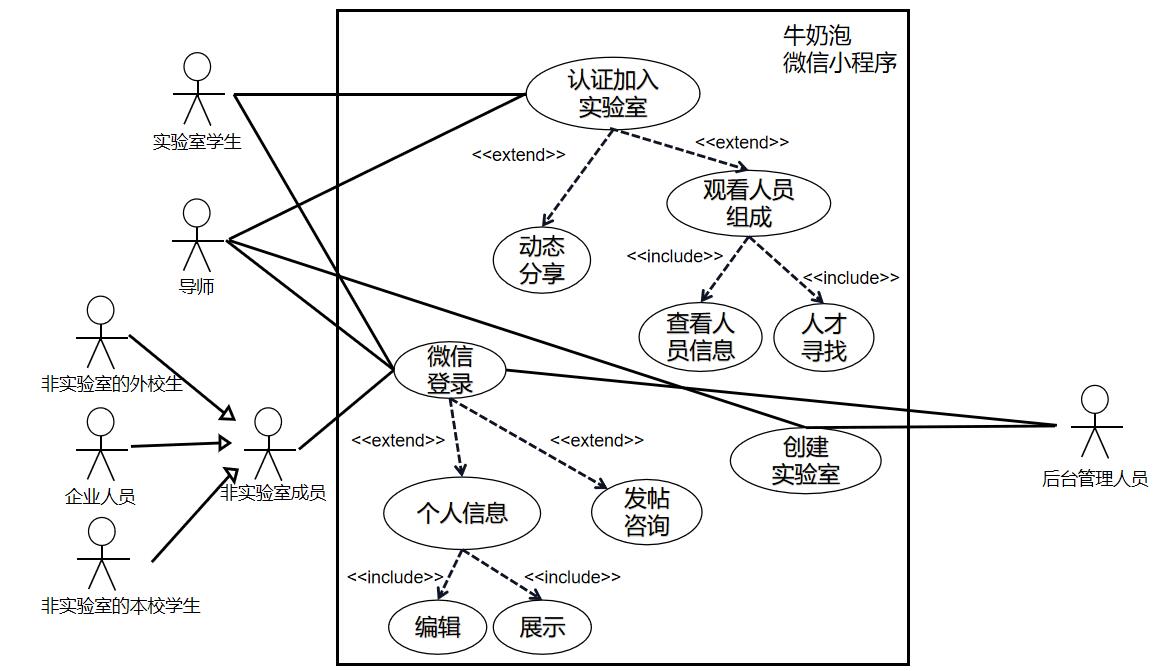 牛奶泡
微信小程序
认证加入
实验室
实验室学生
<<extend>>
<<extend>>
观看人员
组成
动态
分享
<<include>>
<<include>>
导师
查看人
员信息
人才
寻找
非实验室的外校生
微信
登录
<<extend>>
<<extend>>
创建
实验室
后台管理人员
企业人员
非实验室成员
个人信息
发帖
咨询
<<include>>
<<include>>
非实验室的本校学生
编辑
展示